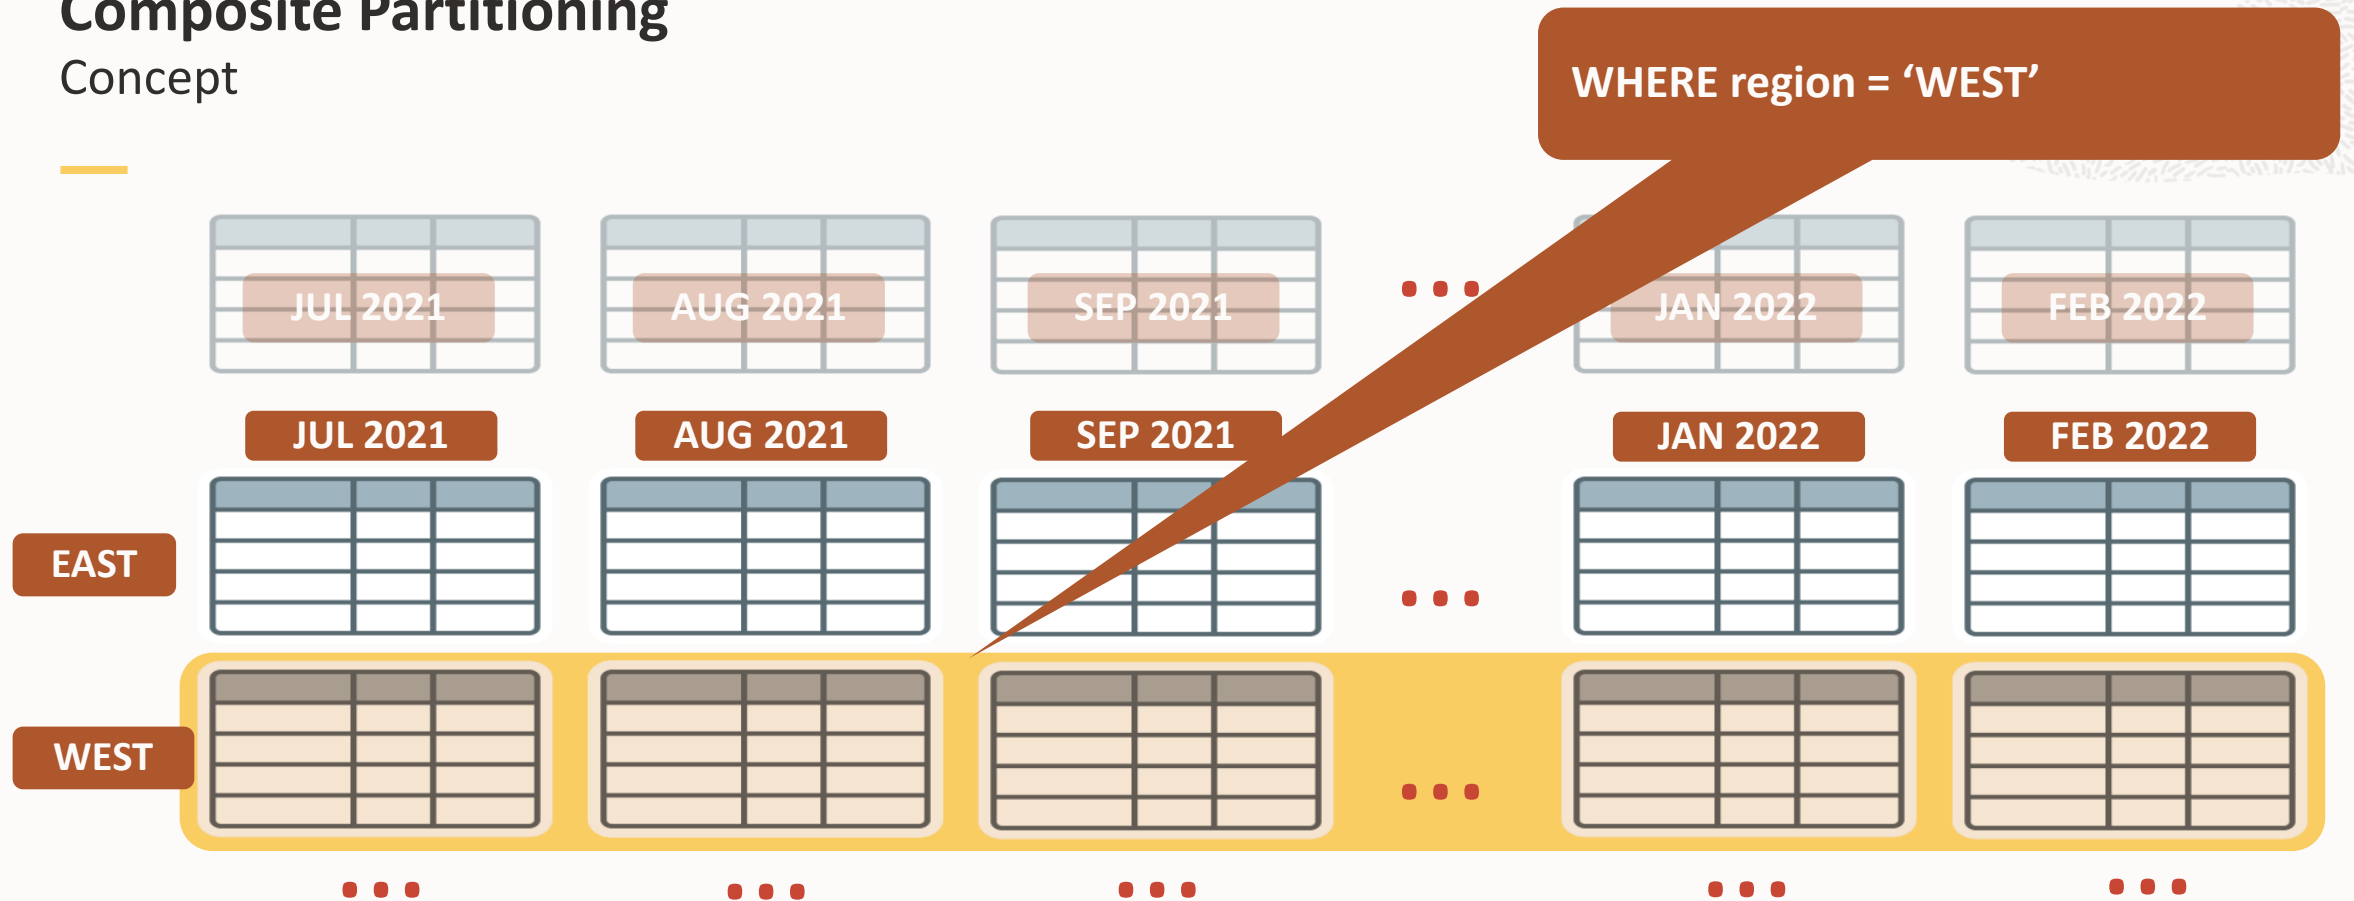 Composite Partitioning
Concept
WHERE region = ‘WEST’
JUL 2021
AUG 2021
SEP 2021
...
JAN 2022
FEB 2022
JUL 2021
AUG 2021
SEP 2021
JAN 2022
FEB 2022
EAST
...
WEST
...
... ... ... ... ...